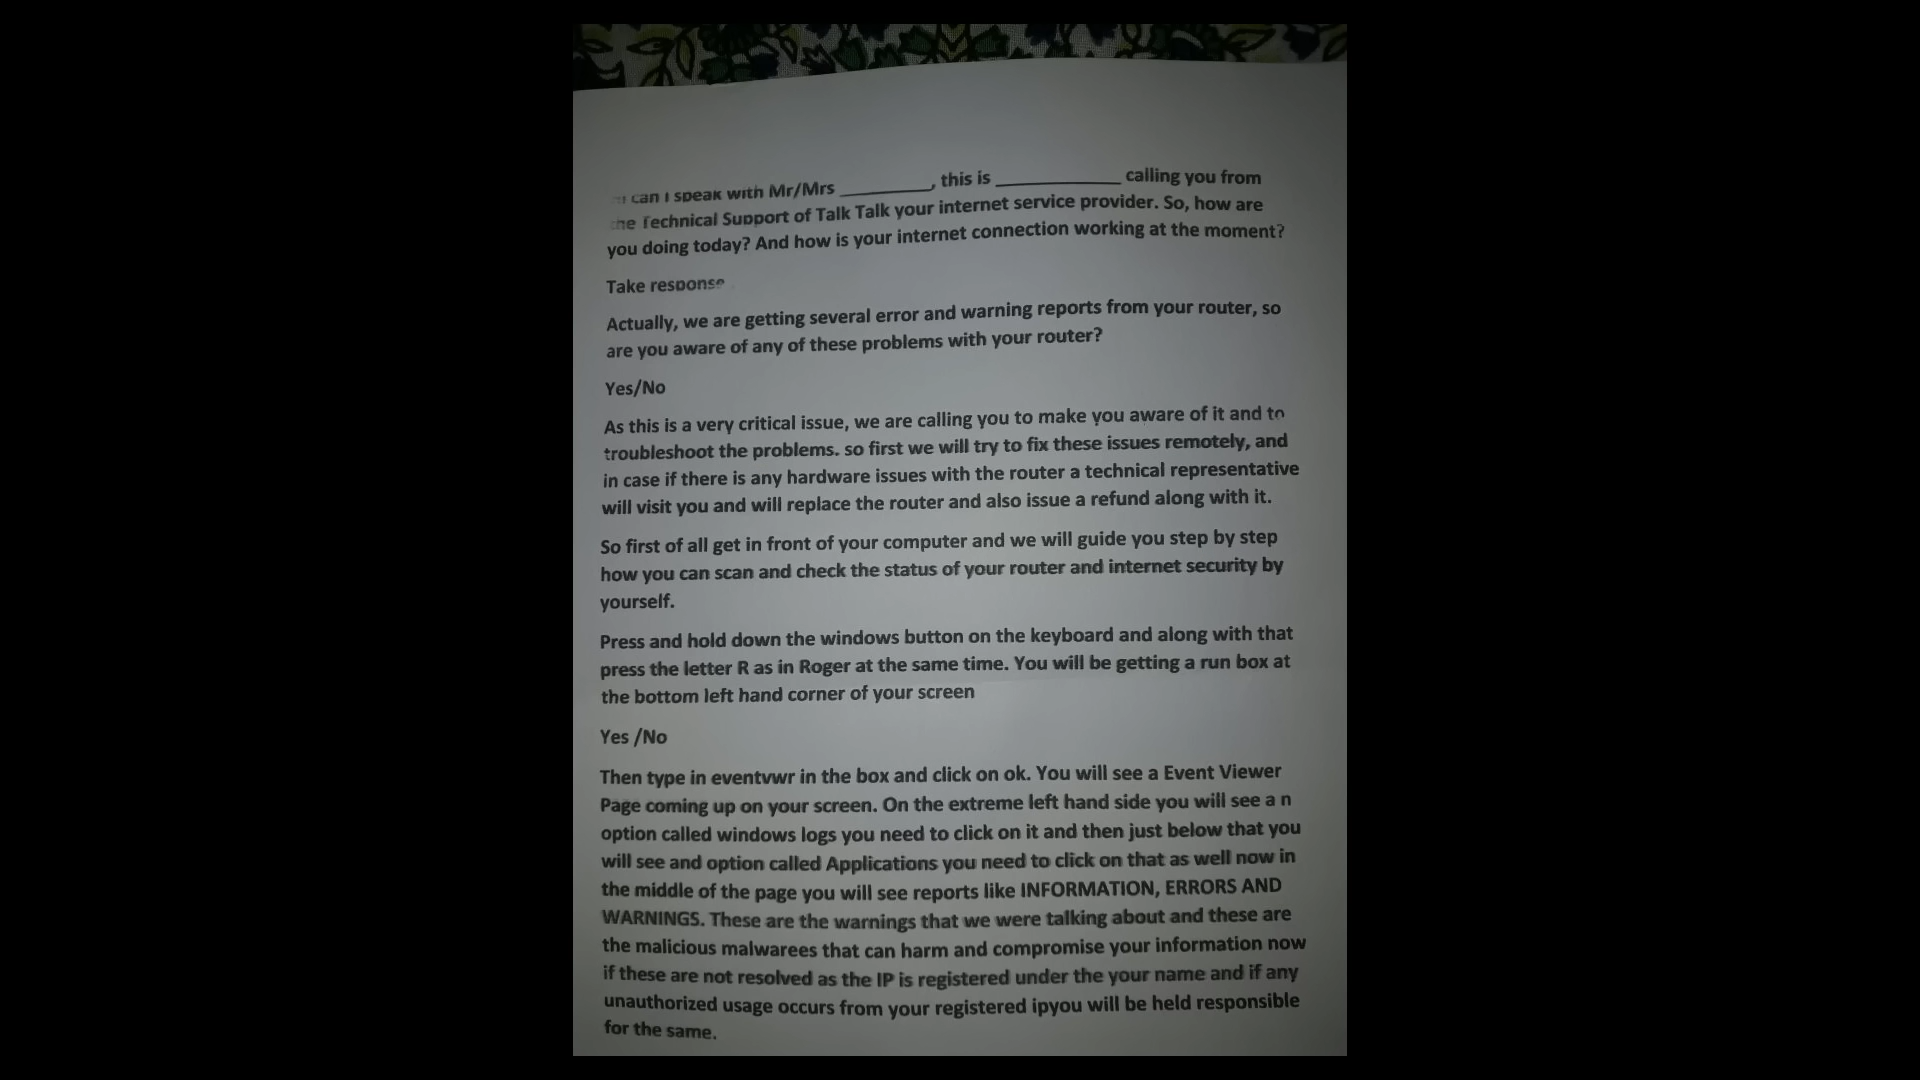 can I speak with Mr/Mrs _________, this is ____________ calling you from
the Technical Support of Talk Talk your internet service provider. So, how are
you doing today? And how is your internet connection working at the moment?
Take response
Actually, we are getting several error and warning reports from your router, so
are you aware of any of these problems with your router?
Yes/No
As this is a very critical issue, we are calling you to make you aware of it and to
troubleshoot the problems. so first we will try to fix these issues remotely, and
in case if there is any hardware issues with the router a technical representative
will visit you and will replace the router and also issue a refund along with it.
So first of all get in front of your computer and we will guide you step by step
how you can scan and check the status of your router and internet security by
yourself.
Press and hold down the windows button on the keyboard and along with that
press the letter R as in Roger at the same time. You will be getting a run box at
the bottom left hand corner of your screen
Yes /No
Then type in eventvwr in the box and click on ok. You will see a Event Viewer
Page coming up on your screen. On the extreme left hand side you will see a n
option called windows logs you need to click on it and then just below that you
will see and option called Applications you need to click on that as well now in
the middle of the page you will see reports like INFORMATION, ERRORS AND
WARNINGS. These are the warnings that we were talking about and these are
the malicious malwarees that can harm and compromise your information now
if these are not resolved as the IP is registered under the your name and if any
unauthorized usage occurs from your registered ipyou will be held responsible
for the same.